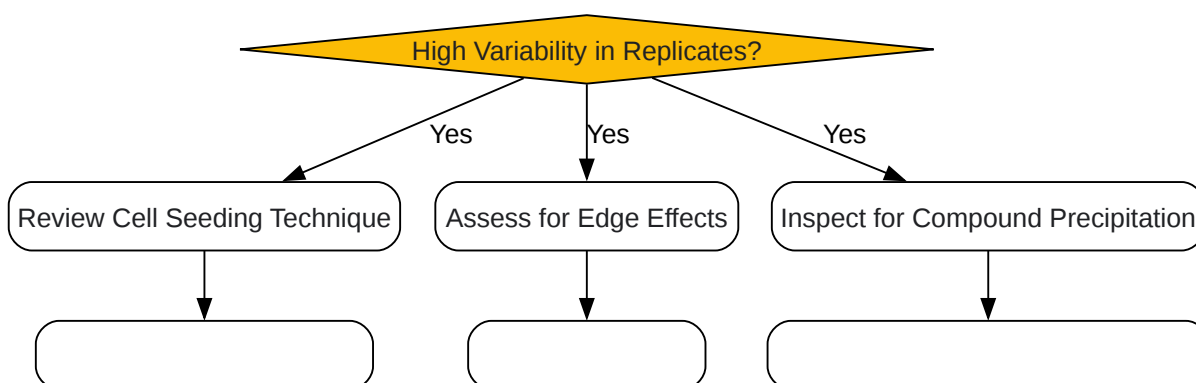 High Variability in Replicates?
Yes
Yes
Yes
Review Cell Seeding Technique
Assess for Edge Effects
Inspect for Compound Precipitation